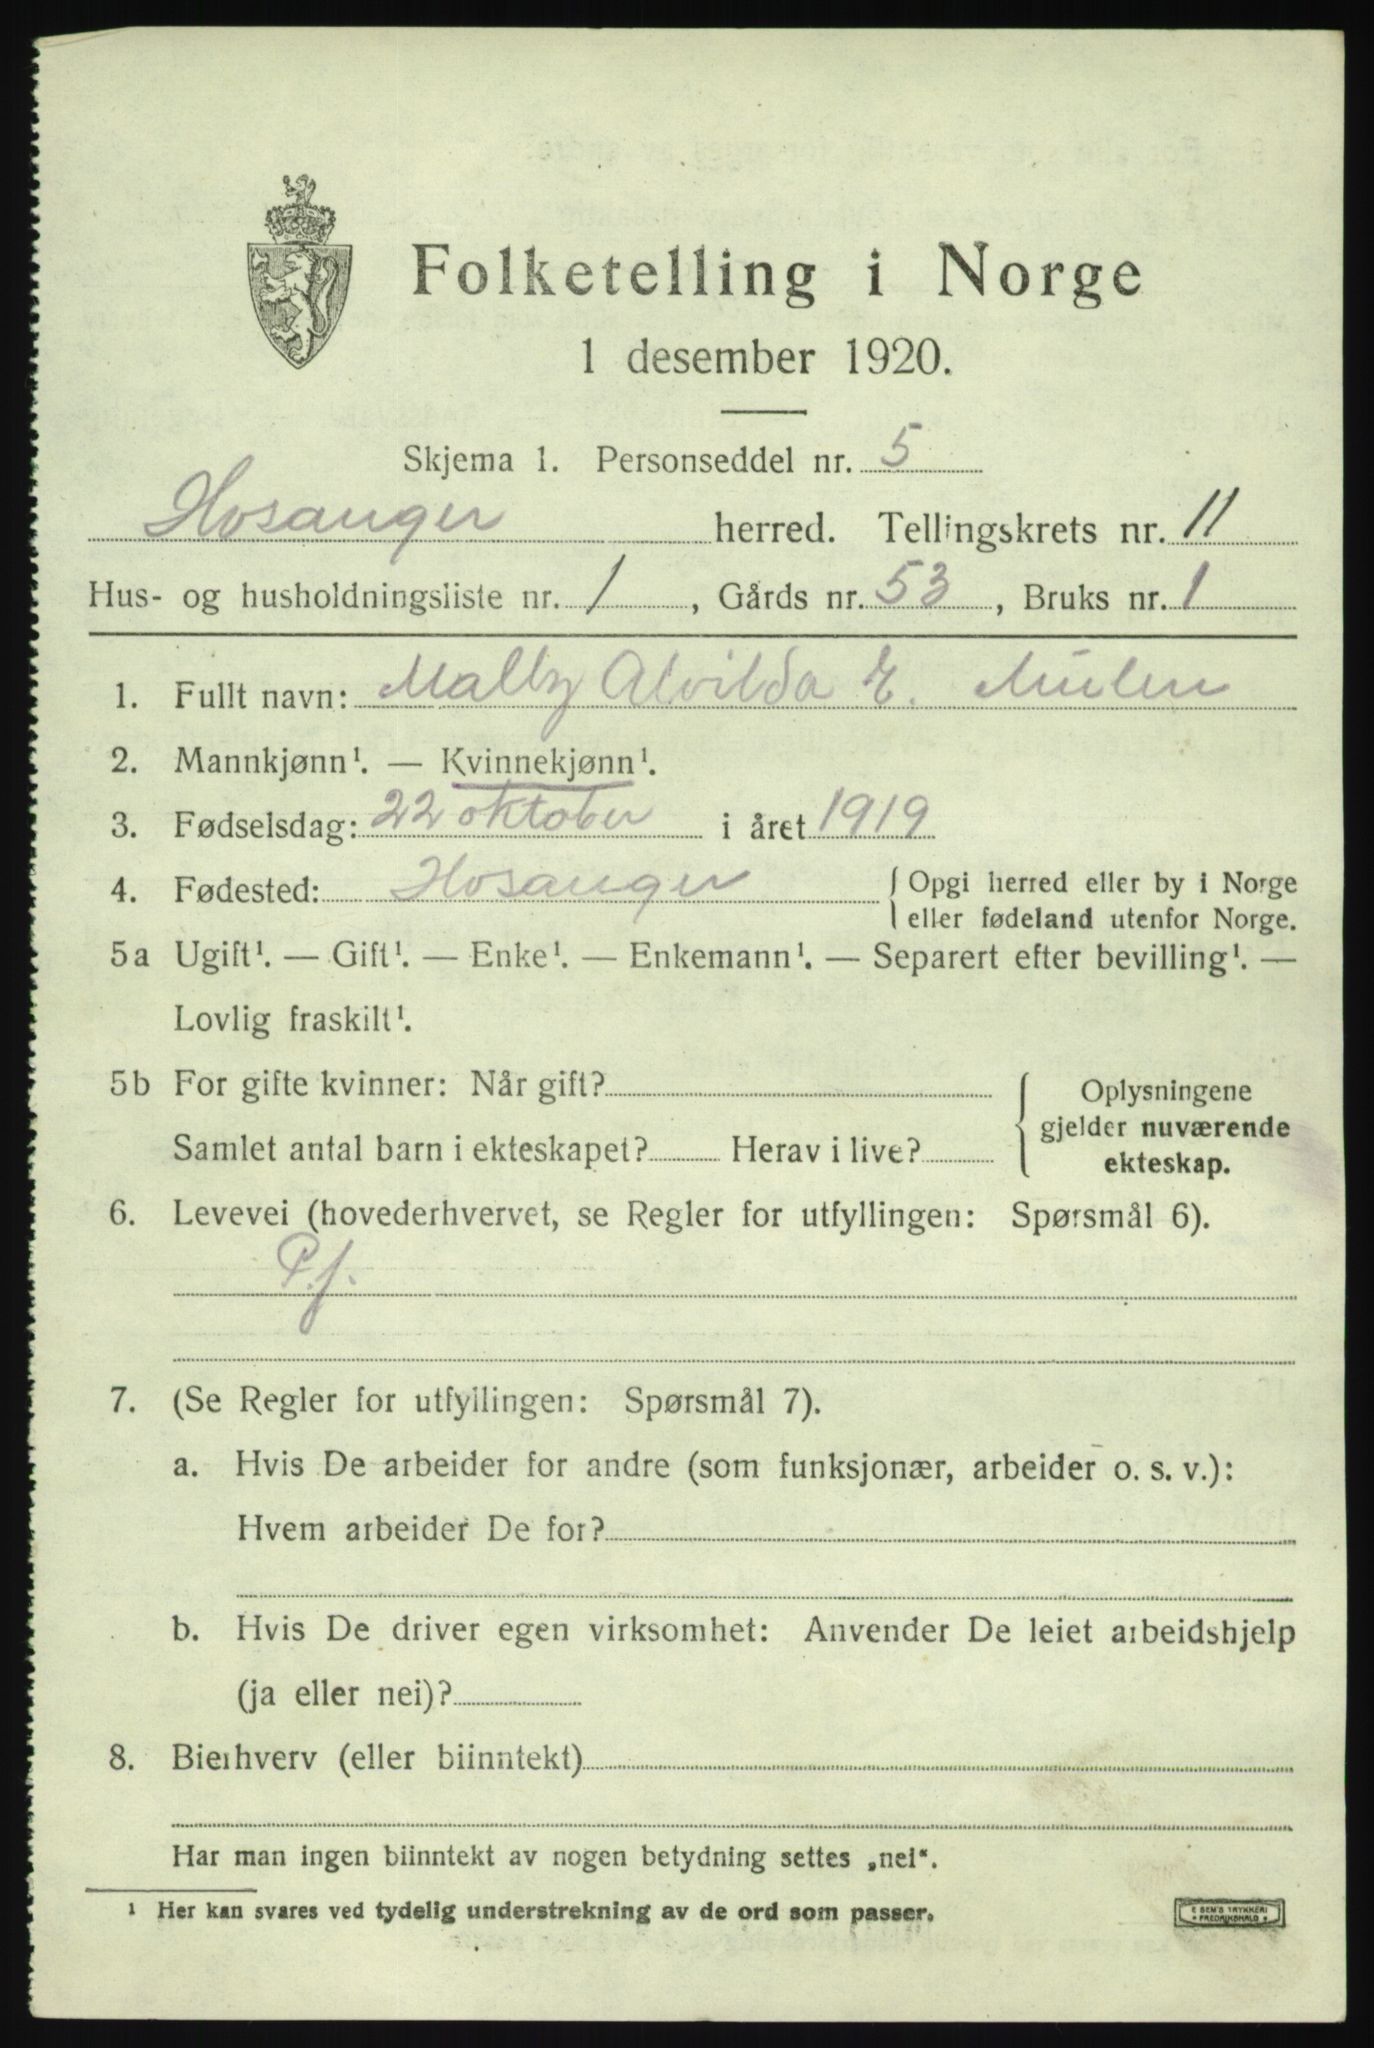 Folketelling i Norge
1 desember 1920.
Skjema 1. Personseddel nr. 5
Hosanger herred. Tellingskrets nr. 11
Hus- og husholdningsliste nr. 1, Gårds nr. 53, Bruks nr. 1
1. Fullt navn: Mally Alvilda E. Mülen
2. Mannkjønn¹. — Kvinnekjønn¹.
3. Fødselsdag: 22 oktober i året 1919
4. Fødested: Hosanger { Opgi herred eller by i Norge
eller fødeland utenfor Norge.
5a Ugift¹. — Gift¹. — Enke¹. — Enkemann¹. — Separert efter bevilling¹. —
Lovlig fraskilt¹.
5b For gifte kvinner: Når gift?
Samlet antal barn i ekteskapet? Herav i live?
{ Oplysningene
gjelder nuværende
ekteskap.
6. Levevei (hovederhvervet, se Regler for utfyllingen: Spørsmål 6).
P.f.
7. (Se Regler for utfyllingen: Spørsmål 7).
a. Hvis De arbeider for andre (som funksjonær, arbeider o. s. v.):
Hvem arbeider De for?
b. Hvis De driver egen virksomhet: Anvender De leiet arbeidshjelp
(ja eller nei)?
8. Bierhverv (eller biinntekt)
Har man ingen biinntekt av nogen betydning settes „nei“.
¹ Her kan svares ved tydelig understrekning av de ord som passer.
E SEM'S TRYKKERI
FREDRIKSHALD